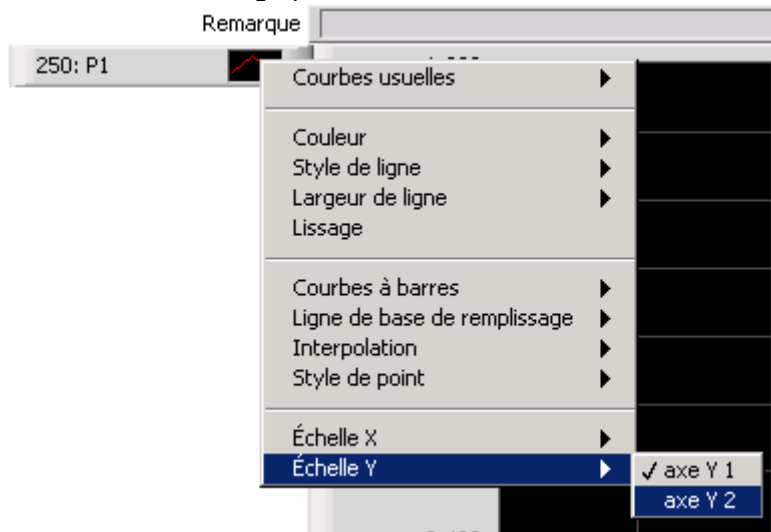 Remarque
250: P1
Courbes usuelles
Couleur
Style de ligne
Largeur de ligne
Lissage
Courbes à barres
Ligne de base de remplissage
Interpolation
Style de point
Échelle X
Échelle Y
✓ axe Y 1
axe Y 2